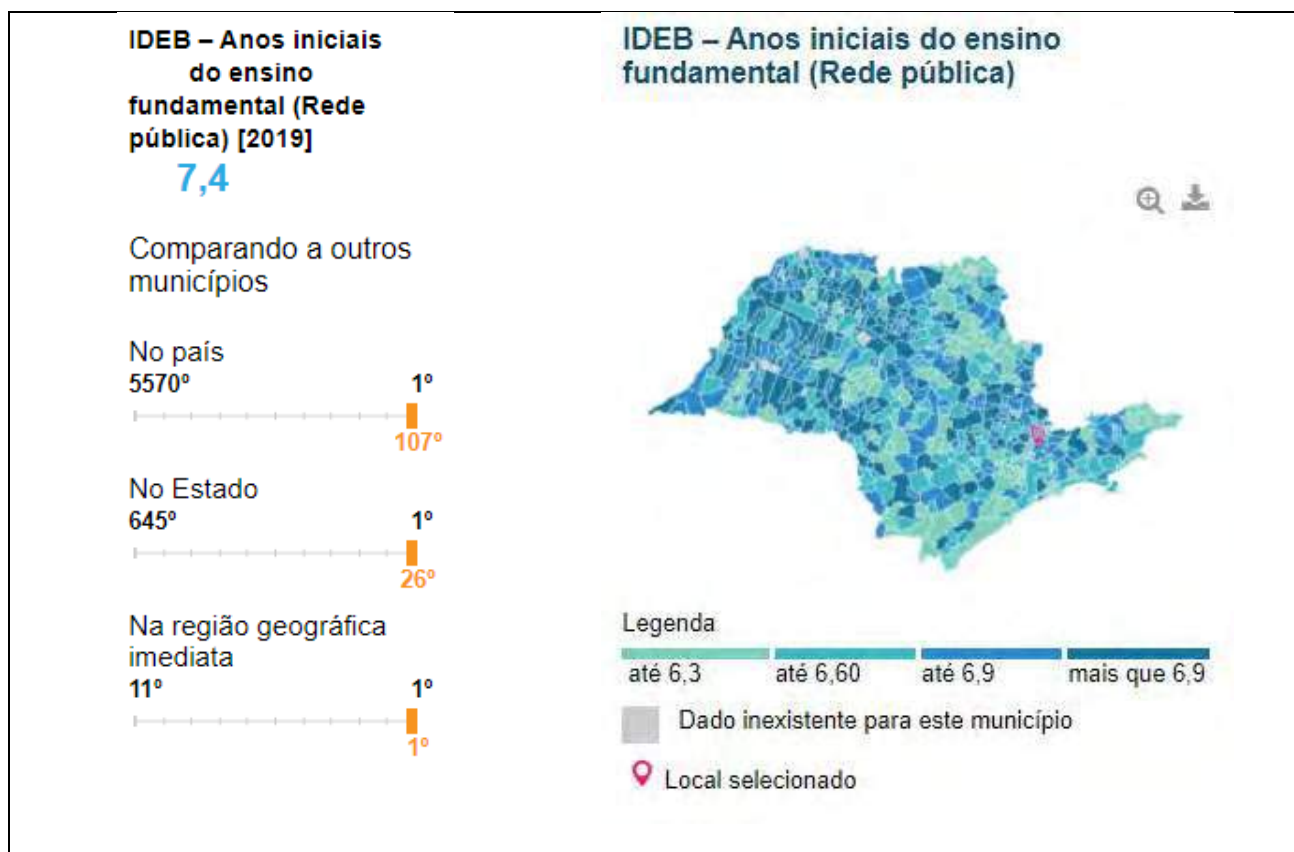 IDEB – Anos iniciais
do ensino
fundamental (Rede
pública) [2019]
7,4
Comparando a outros
municípios
No país
5570º 1º
107º
No Estado
645º 1º
26º
Na região geográfica
imediata
11º 1º
1º
IDEB – Anos iniciais do ensino
fundamental (Rede pública)
Legenda
até 6,3 até 6,60 até 6,9 mais que 6,9
Dado inexistente para este município
Local selecionado